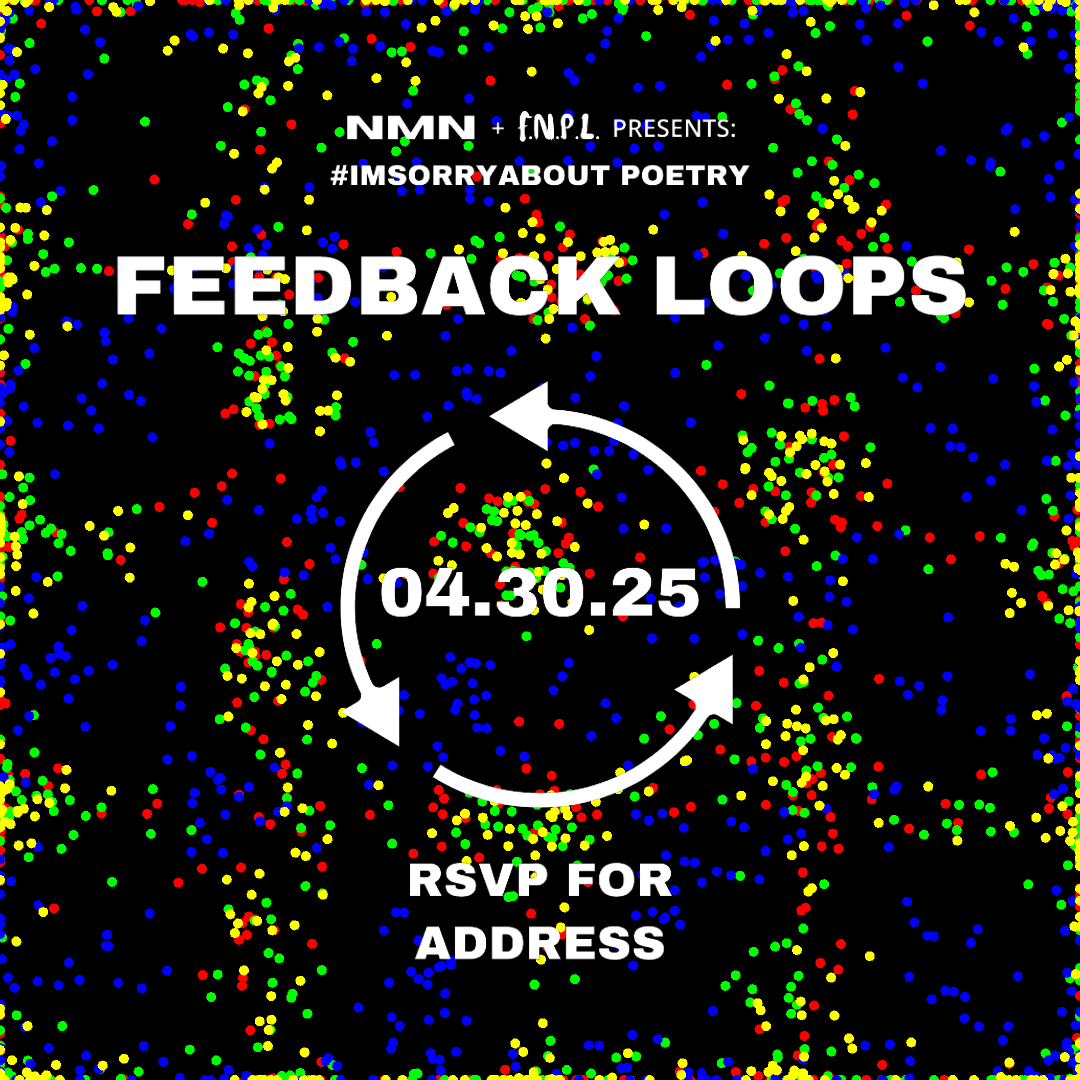 NMN + F.N.P.L. PRESENTS:
#IMSORRYABOUT POETRY
FEEDBACK LOOPS
04.30.25
RSVP FOR
ADDRESS